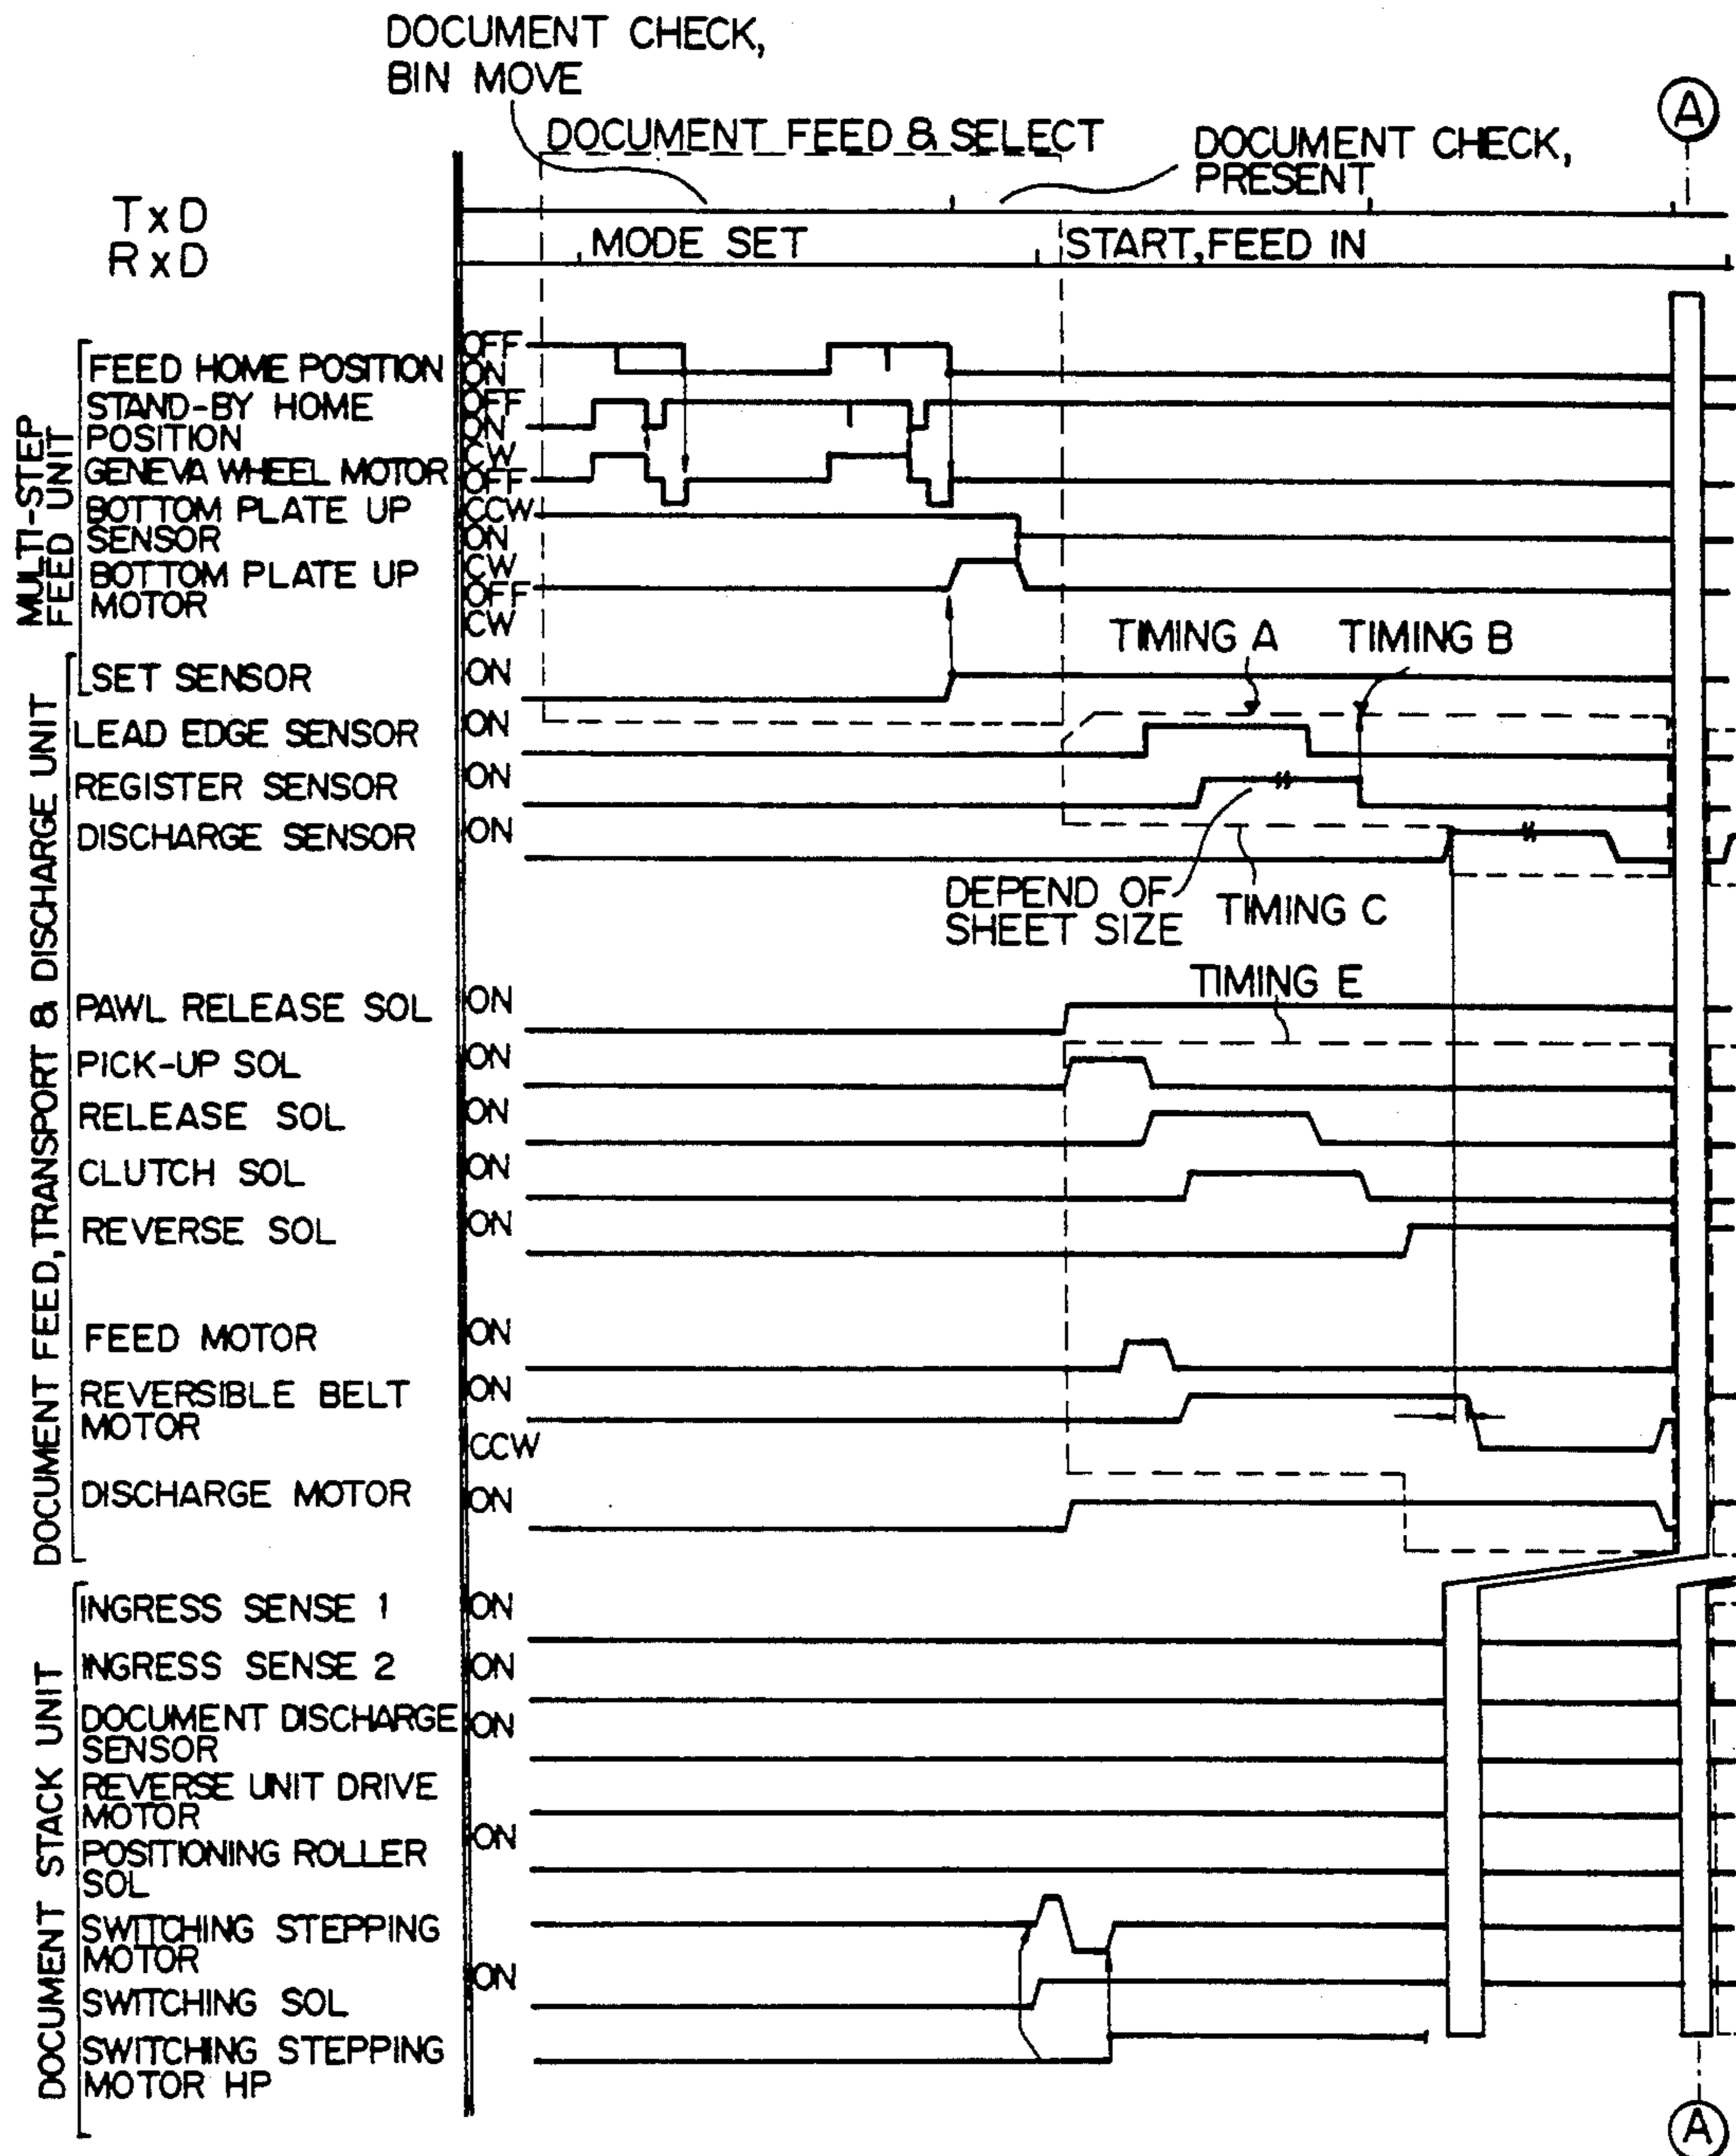 DOCUMENT CHECK,
BIN MOVE
A
DOCUMENT FEED & SELECT
DOCUMENT CHECK,
PRESENT
TxD
RxD
MODE SET
START, FEED IN
MULTI-STEP
FEED UNIT
FEED HOME POSITION
OFF
ON
STAND-BY HOME
POSITION
OFF
ON
GENEVA WHEEL MOTOR
CW
OFF
CCW
BOTTOM PLATE UP
SENSOR
ON
BOTTOM PLATE UP
MOTOR
CW
OFF
CW
TIMING A
TIMING B
DOCUMENT FEED, TRANSPORT & DISCHARGE UNIT
SET SENSOR
ON
LEAD EDGE SENSOR
ON
REGISTER SENSOR
ON
DISCHARGE SENSOR
ON
DEPEND OF
SHEET SIZE
TIMING C
TIMING E
PAWL RELEASE SOL
ON
PICK-UP SOL
ON
RELEASE SOL
ON
CLUTCH SOL
ON
REVERSE SOL
ON
FEED MOTOR
ON
REVERSIBLE BELT
MOTOR
ON
CCW
DISCHARGE MOTOR
ON
DOCUMENT STACK UNIT
INGRESS SENSE 1
ON
INGRESS SENSE 2
ON
DOCUMENT DISCHARGE
SENSOR
ON
REVERSE UNIT DRIVE
MOTOR
ON
POSITIONING ROLLER
SOL
SWITCHING STEPPING
MOTOR
ON
SWITCHING SOL
SWITCHING STEPPING
MOTOR HP
A